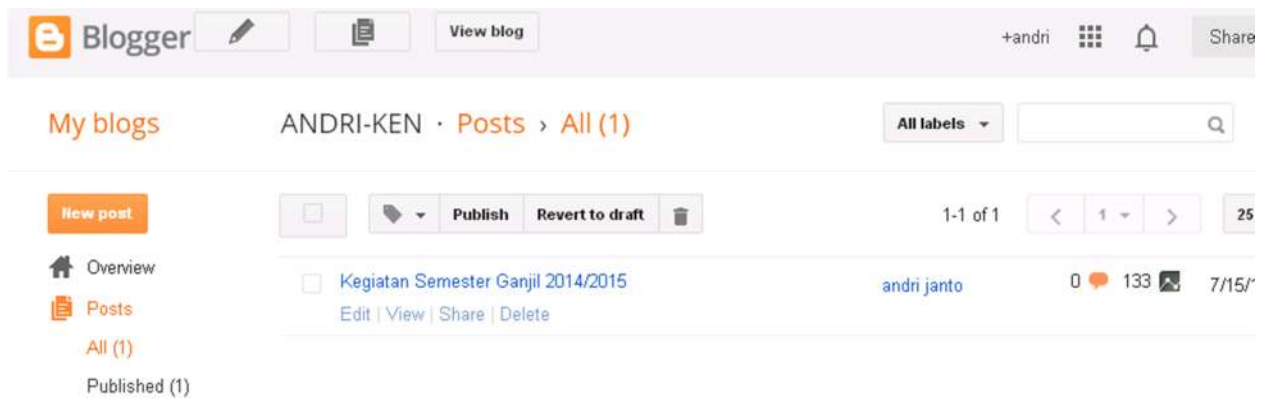 Blogger View blog +andri Share
My blogs ANDRI-KEN · Posts › All (1) All labels
New post Publish Revert to draft 1-1 of 1 1 25
Overview
Kegiatan Semester Ganjil 2014/2015 andri janto 0 133 7/15/
Posts
Edit | View | Share | Delete
All (1)
Published (1)